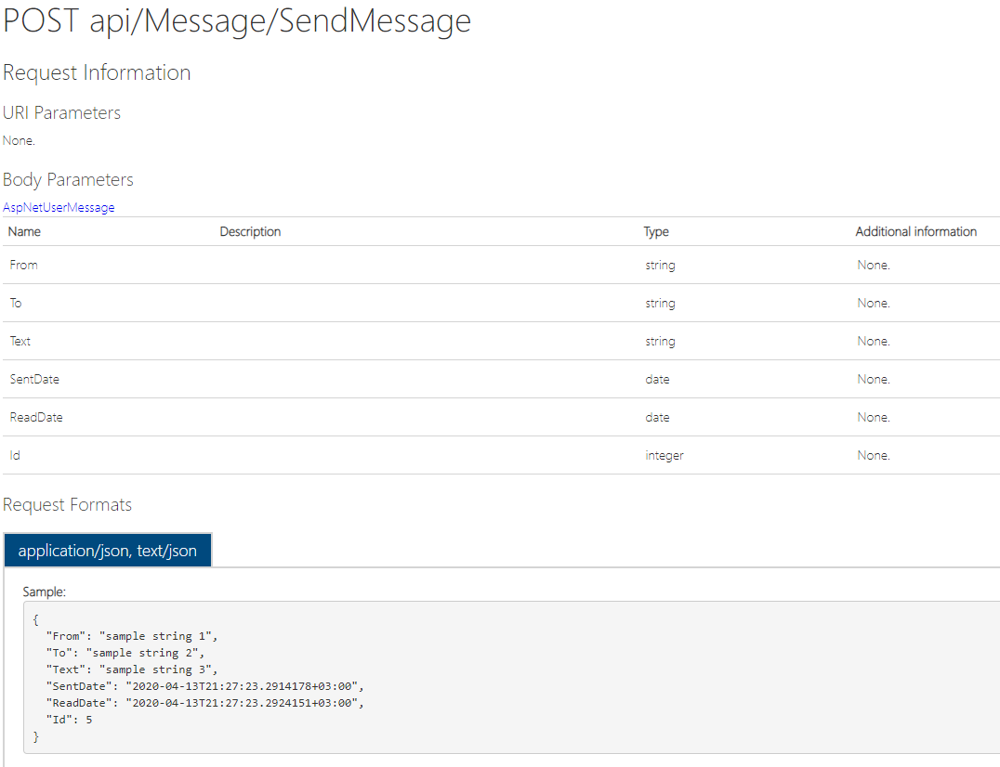 POST api/Message/SendMessage
Request Information
URI Parameters
None.
Body Parameters
AspNetUserMessage
Name Description Type Additional information
From string None.
To string None.
Text string None.
SentDate date None.
ReadDate date None.
Id integer None.
Request Formats
application/json, text/json
Sample:
{
  "From": "sample string 1",
  "To": "sample string 2",
  "Text": "sample string 3",
  "SentDate": "2020-04-13T21:27:23.2914178+03:00",
  "ReadDate": "2020-04-13T21:27:23.2924151+03:00",
  "Id": 5
}